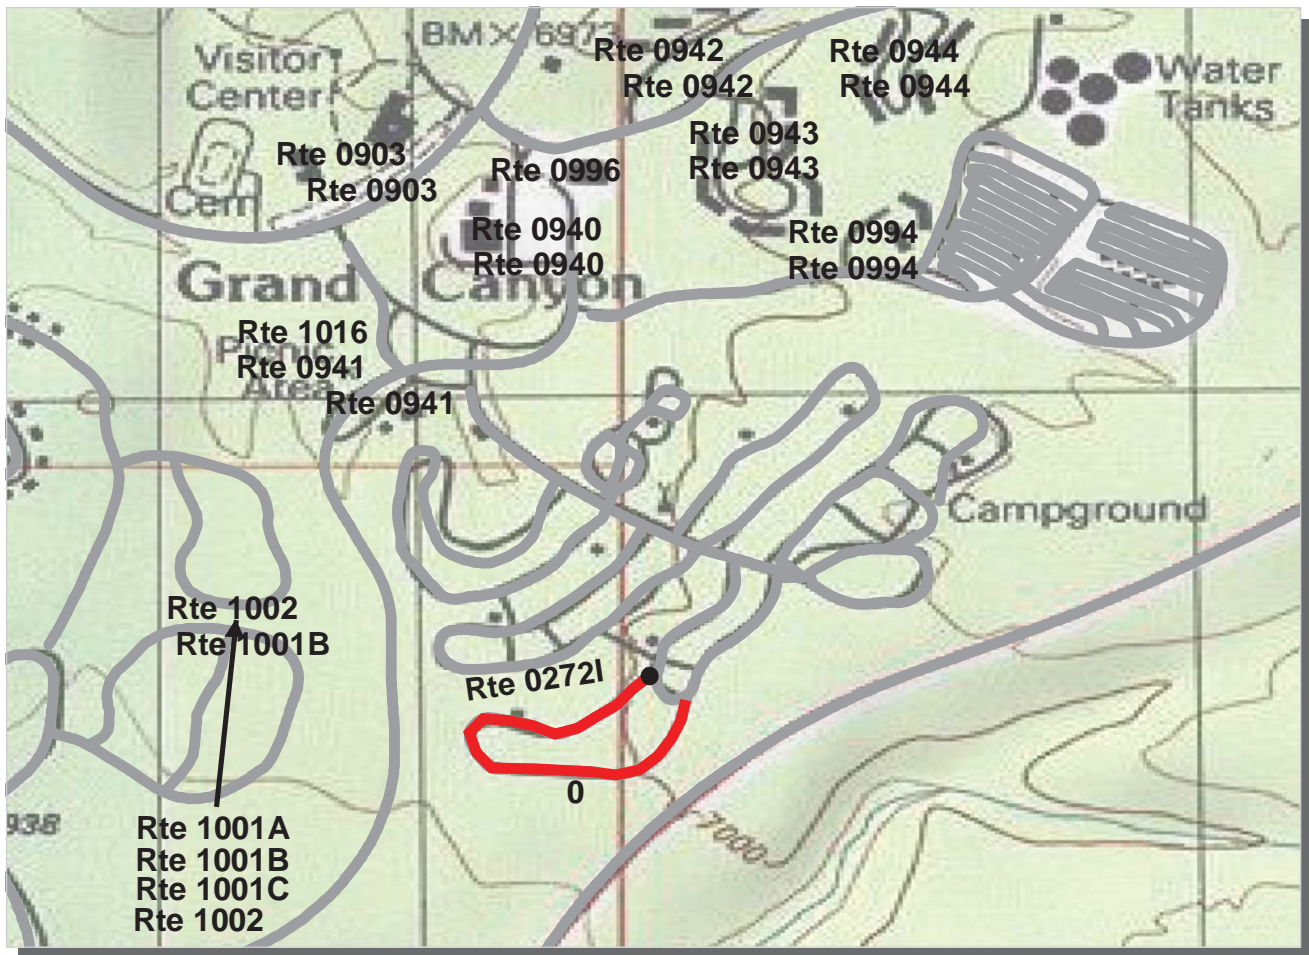 BM X 6973
Rte 0942
Rte 0942
Rte 0944
Rte 0944
Visitor
Center
Water
Tanks
Rte 0943
Rte 0943
Rte 0903
Rte 0903
Rte 0996
Cem
Rte 0940
Rte 0940
Rte 0994
Rte 0994
Grand Canyon
Rte 1016
Picnic
Rte 0941
Area
Rte 0941
Campground
Rte 1002
Rte 1001B
Rte 0272I
0
938
7000
Rte 1001A
Rte 1001B
Rte 1001C
Rte 1002